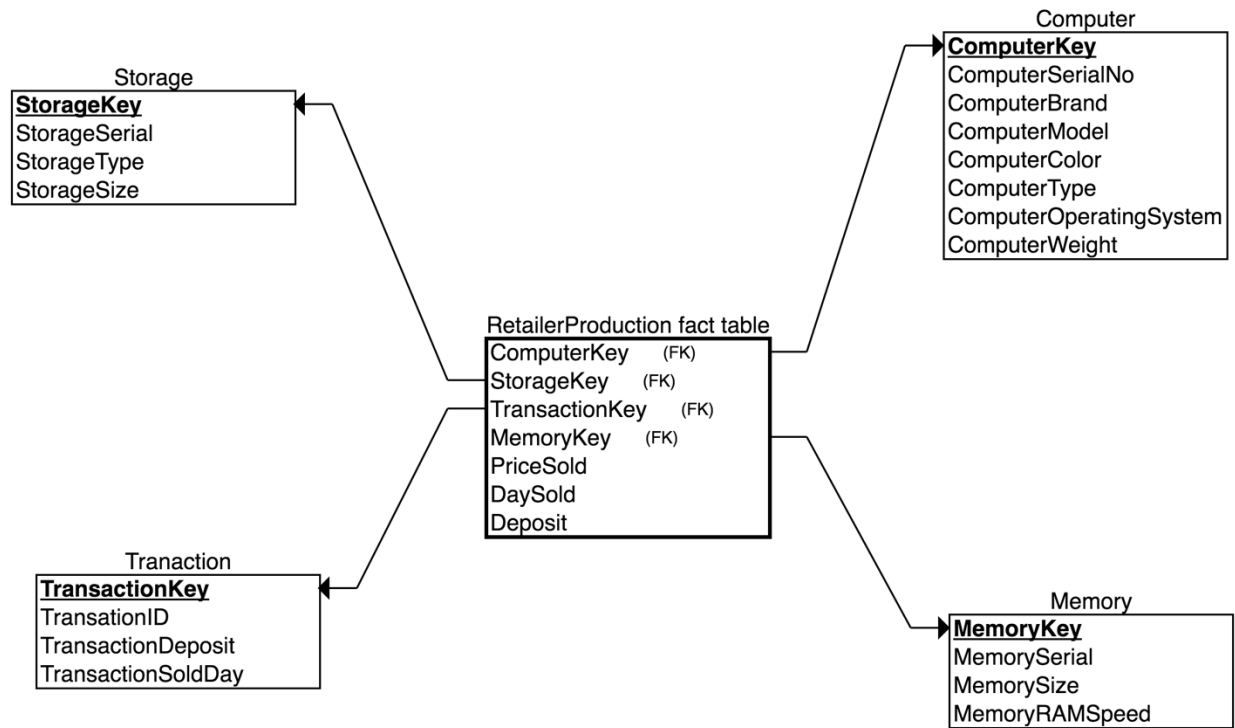 Computer
ComputerKey
ComputerSerialNo
ComputerBrand
ComputerModel
ComputerColor
ComputerType
ComputerOperatingSystem
ComputerWeight
Storage
StorageKey
StorageSerial
StorageType
StorageSize
RetailerProduction fact table
ComputerKey (FK)
StorageKey (FK)
TransactionKey (FK)
MemoryKey (FK)
PriceSold
DaySold
Deposit
Tranaction
TransactionKey
TransationID
TransactionDeposit
TransactionSoldDay
Memory
MemoryKey
MemorySerial
MemorySize
MemoryRAMSpeed